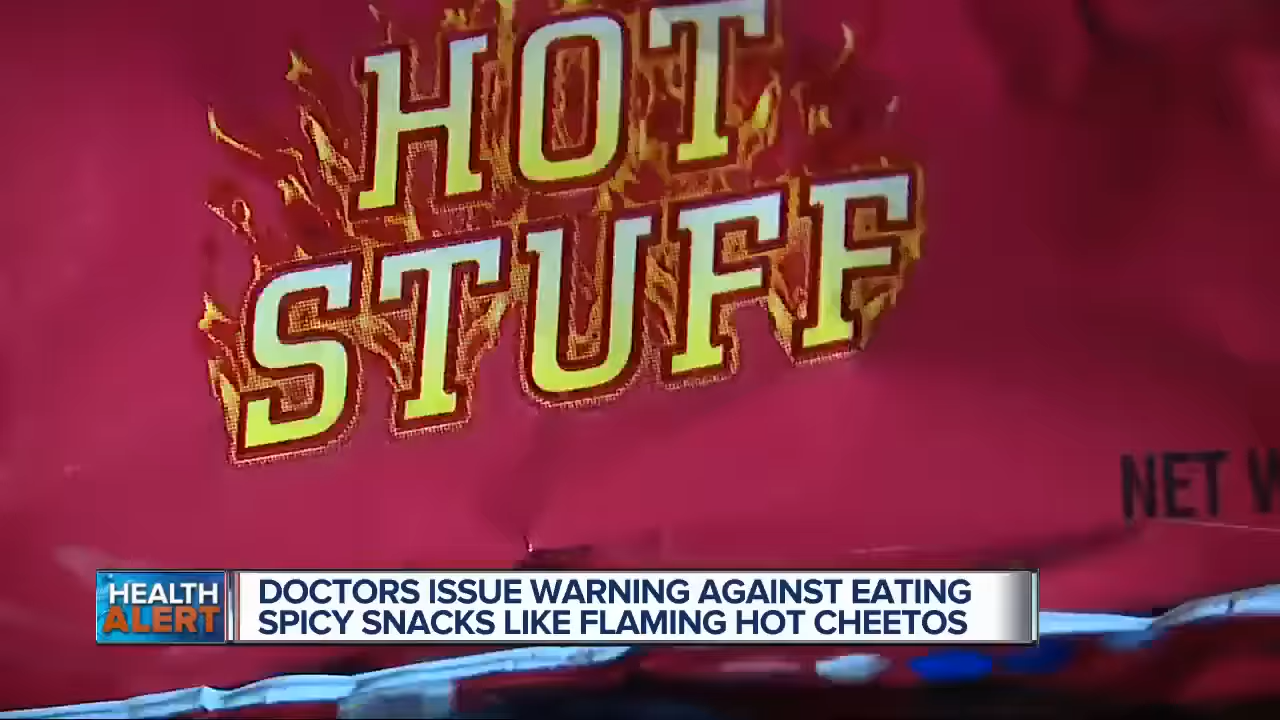 HOT
STUFF
NET
HEALTH
ALERT
DOCTORS ISSUE WARNING AGAINST EATING
SPICY SNACKS LIKE FLAMING HOT CHEETOS